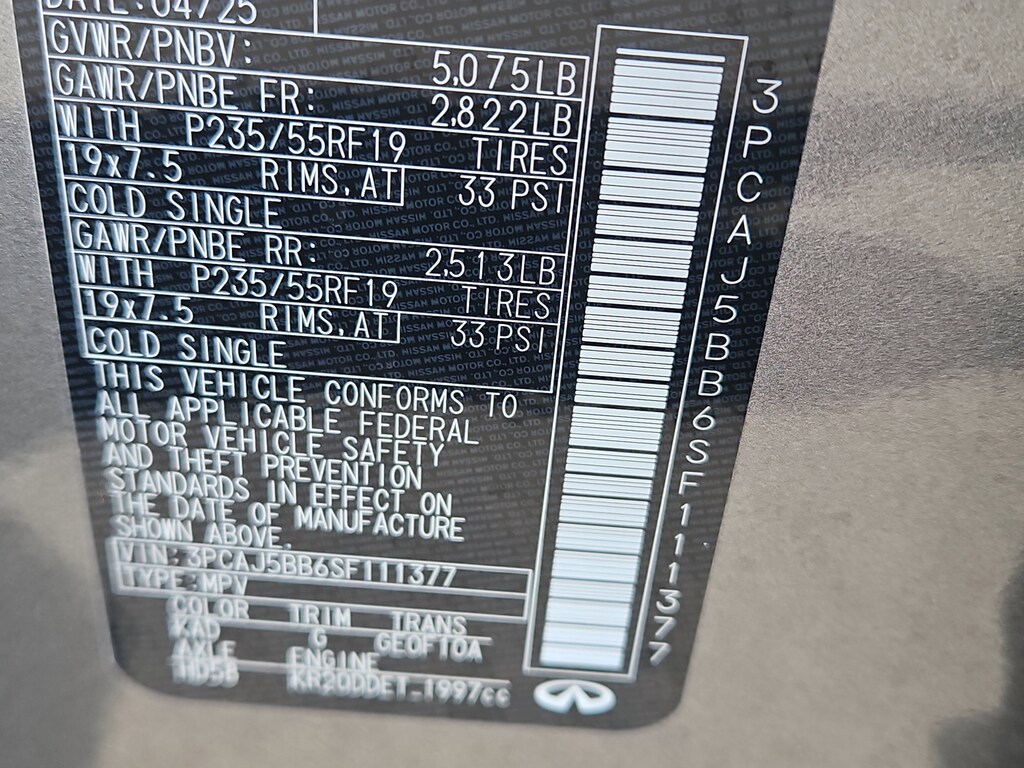 DATE:04/25
GVWR/PNBV: 5,075LB
GAWR/PNBE FR: 2,822LB
WITH P235/55RF19 TIRES
19x7.5 RIMS,AT 33 PSI
COLD SINGLE
GAWR/PNBE RR: 2,513LB
WITH P235/55RF19 TIRES
19x7.5 RIMS,AT 33 PSI
COLD SINGLE
THIS VEHICLE CONFORMS TO
ALL APPLICABLE FEDERAL
MOTOR VEHICLE SAFETY
AND THEFT PREVENTION
STANDARDS IN EFFECT ON
THE DATE OF MANUFACTURE
SHOWN ABOVE.
VIN:3PCAJ5BB6SF111377
TYPE:MPV
COLOR TRIM TRANS
KAD G GEOF10A
AXLE ENGINE
HD5B KR20DDET 1997cc
3PCAJ5BB6SF111377